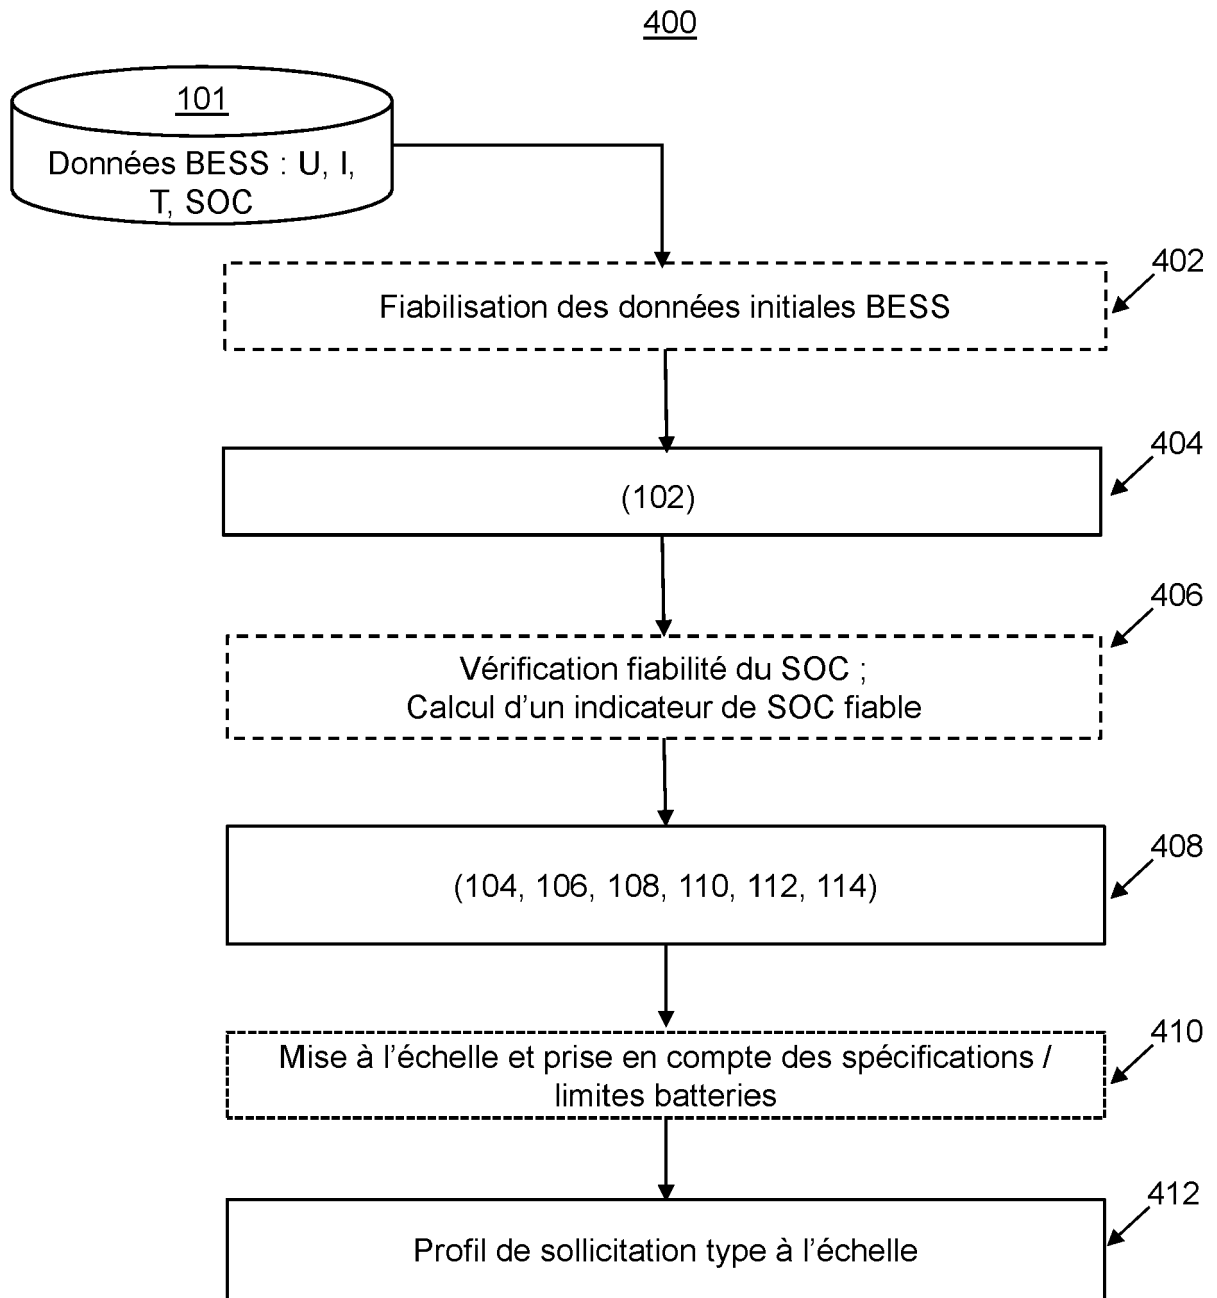 400
101
Données BESS : U, I,
T, SOC
402
Fiabilisation des données initiales BESS
404
(102)
406
Vérification fiabilité du SOC ;
Calcul d'un indicateur de SOC fiable
408
(104, 106, 108, 110, 112, 114)
410
Mise à l'échelle et prise en compte des spécifications /
limites batteries
412
Profil de sollicitation type à l'échelle